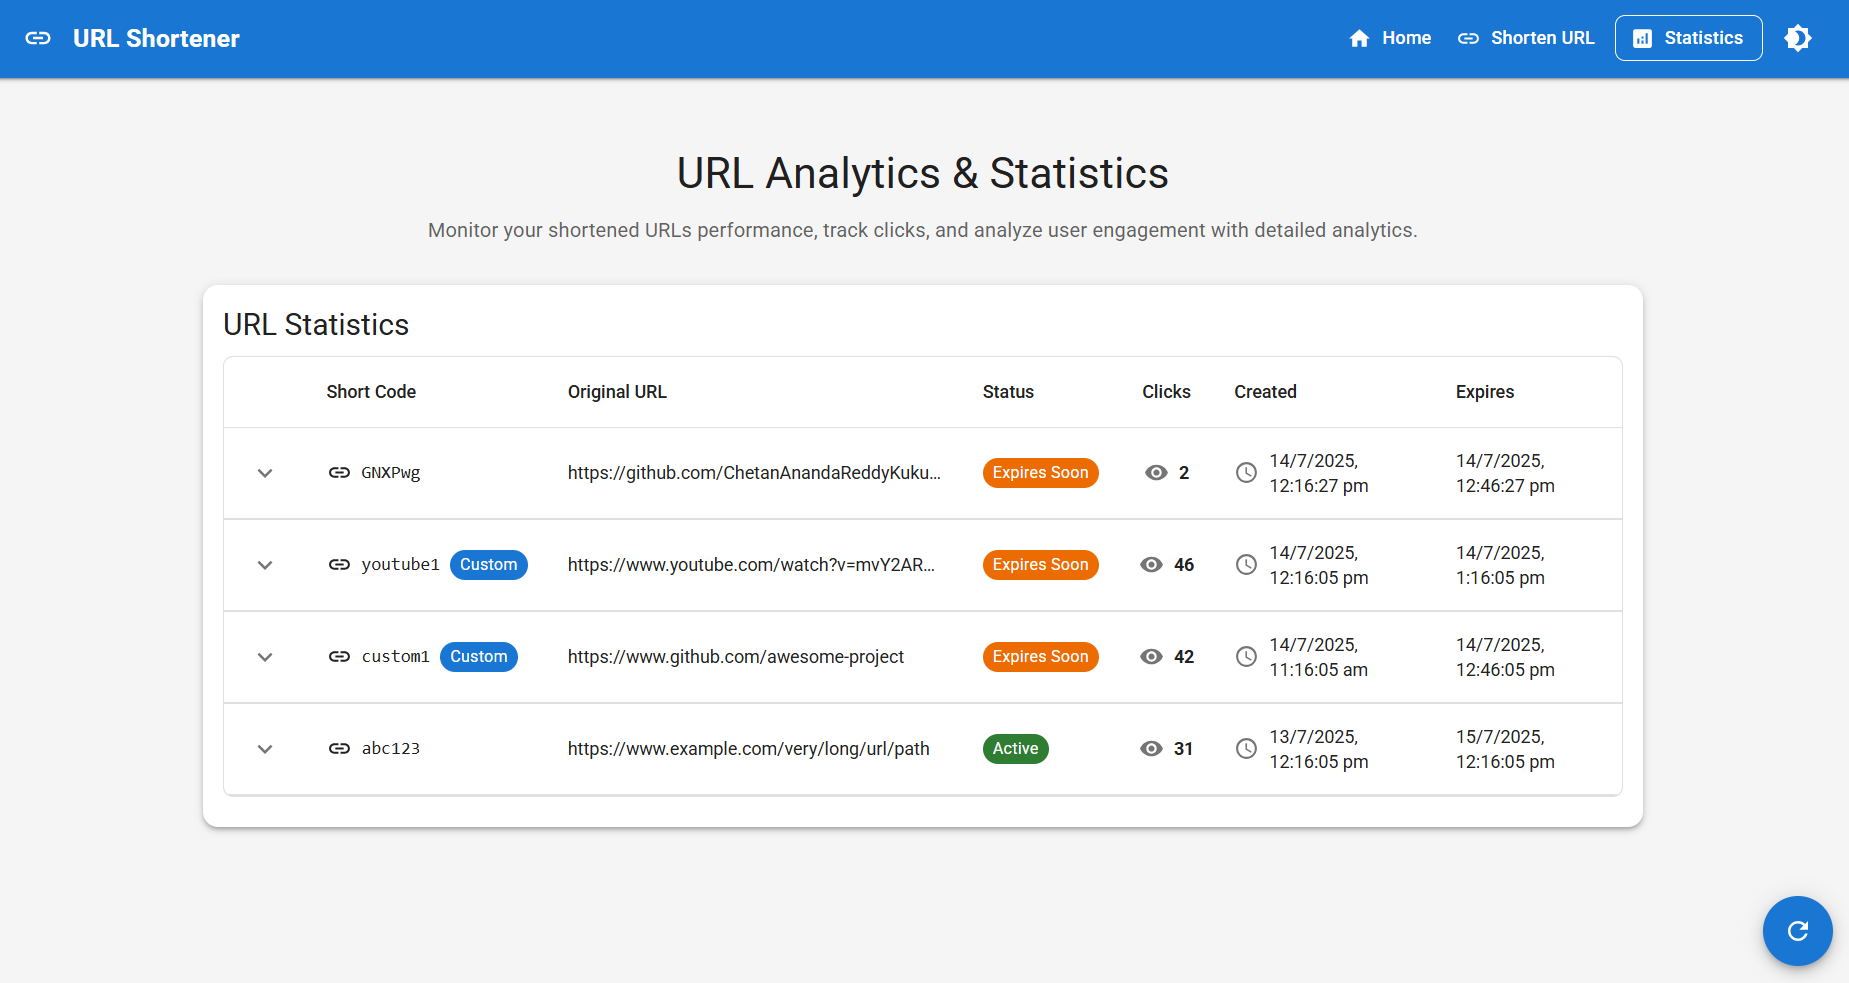 URL Shortener
Home
Shorten URL
Statistics
URL Analytics & Statistics
Monitor your shortened URLs performance, track clicks, and analyze user engagement with detailed analytics.
URL Statistics
Short Code Original URL Status Clicks Created Expires
GNXPwg https://github.com/ChetanAnandaReddyKuku... Expires Soon 2 14/7/2025, 14/7/2025,
12:16:27 pm 12:46:27 pm
youtube1 Custom https://www.youtube.com/watch?v=mvY2AR... Expires Soon 46 14/7/2025, 14/7/2025,
12:16:05 pm 1:16:05 pm
custom1 Custom https://www.github.com/awesome-project Expires Soon 42 14/7/2025, 14/7/2025,
11:16:05 am 12:46:05 pm
abc123 https://www.example.com/very/long/url/path Active 31 13/7/2025, 15/7/2025,
12:16:05 pm 12:16:05 pm